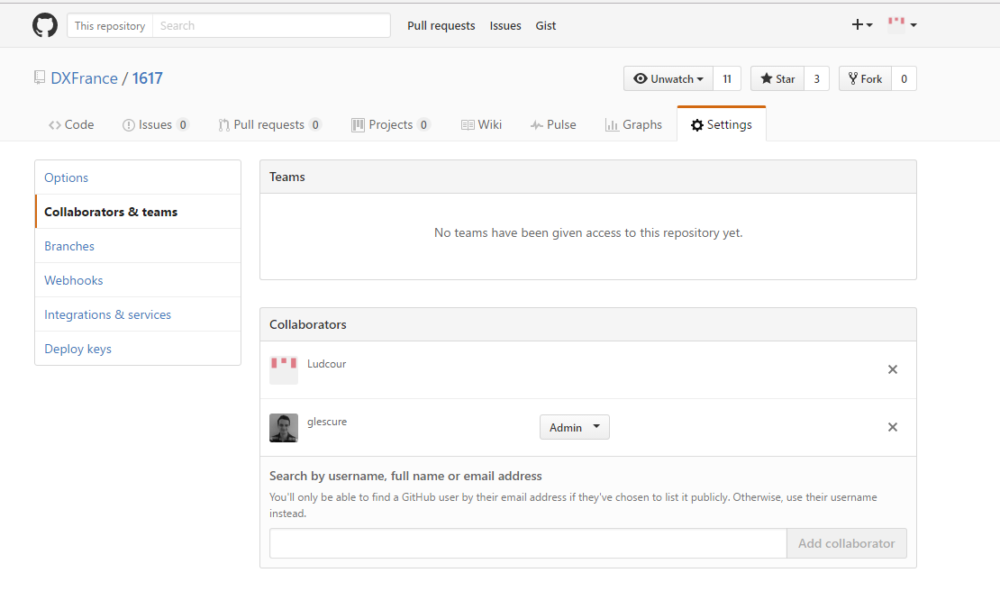 This repository Search Pull requests Issues Gist
DXFrance / 1617
Unwatch 11 Star 3 Fork 0
Code Issues 0 Pull requests 0 Projects 0 Wiki Pulse Graphs Settings
Options
Collaborators & teams
Branches
Webhooks
Integrations & services
Deploy keys
Teams
No teams have been given access to this repository yet.
Collaborators
Ludcour
glescure Admin
Search by username, full name or email address
You'll only be able to find a GitHub user by their email address if they've chosen to list it publicly. Otherwise, use their username
instead.
Add collaborator